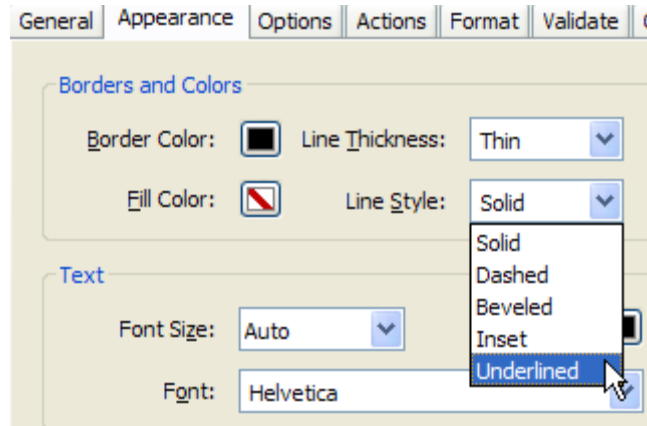 General Appearance Options Actions Format Validate
Borders and Colors
Border Color: Line Thickness: Thin
Fill Color: Line Style: Solid
Solid
Dashed
Beveled
Inset
Underlined
Text
Font Size: Auto
Font: Helvetica